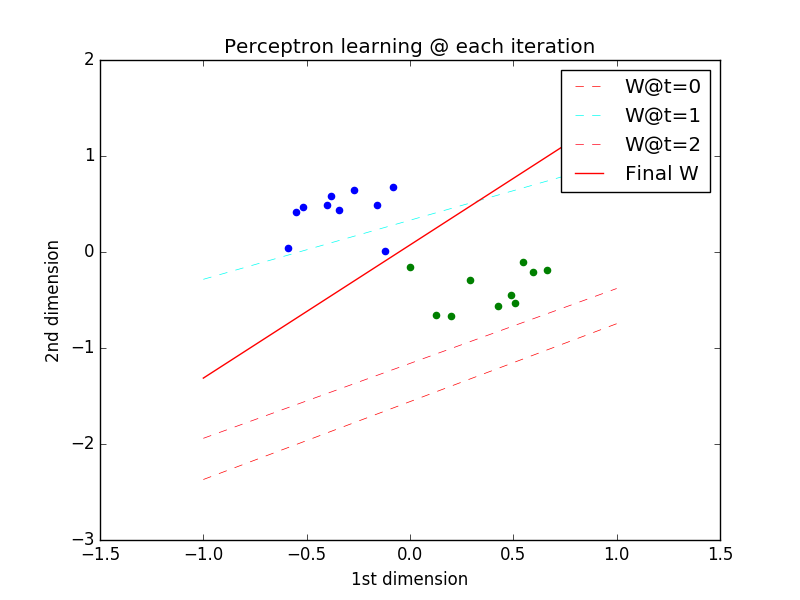 Perceptron learning @ each iteration
W@t=0
W@t=1
W@t=2
Final W
2
1
0
−1
−2
−3
2nd dimension
−1.5 −1.0 −0.5 0.0 0.5 1.0 1.5
1st dimension